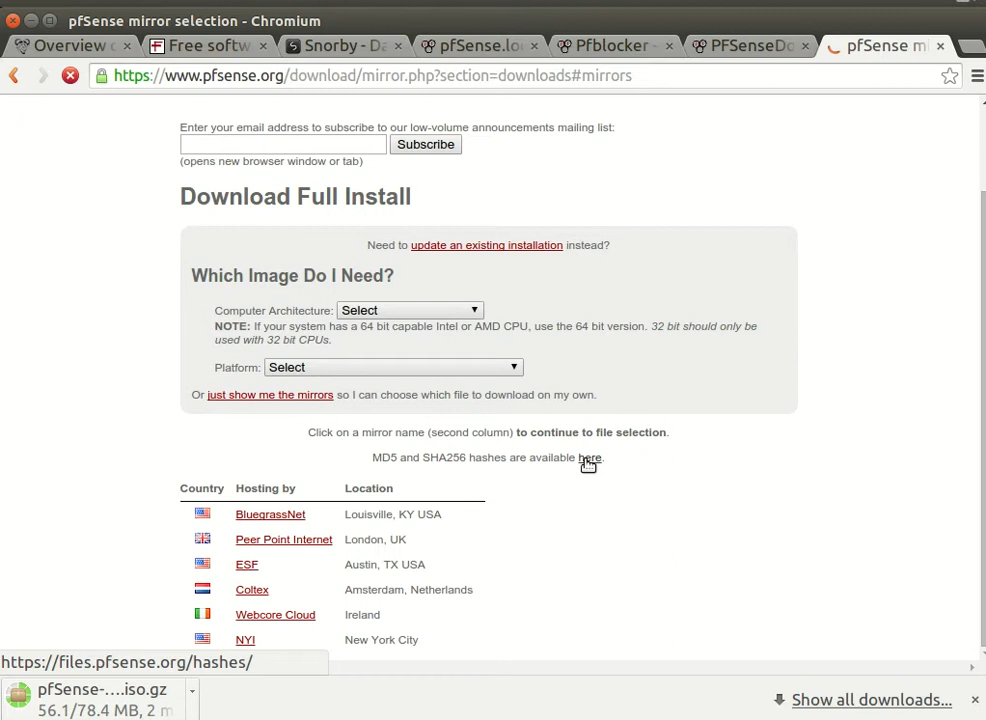 pfSense mirror selection - Chromium
Overview
Free softw
Snorby - Da
pfSense.lo
Pfblocker -
PFSenseDo
pfSense m
https://www.pfsense.org/download/mirror.php?section=downloads#mirrors
Enter your email address to subscribe to our low-volume announcements mailing list:
Subscribe
(opens new browser window or tab)
Download Full Install
Need to update an existing installation instead?
Which Image Do I Need?
Computer Architecture: Select
NOTE: If your system has a 64 bit capable Intel or AMD CPU, use the 64 bit version. 32 bit should only be
used with 32 bit CPUs.
Platform: Select
Or just show me the mirrors so I can choose which file to download on my own.
Click on a mirror name (second column) to continue to file selection.
MD5 and SHA256 hashes are available here.
Country Hosting by Location
BluegrassNet Louisville, KY USA
Peer Point Internet London, UK
ESF Austin, TX USA
Coltex Amsterdam, Netherlands
Webcore Cloud Ireland
NYI New York City
https://files.pfsense.org/hashes/
pfSense-....iso.gz
56.1/78.4 MB, 2 m
Show all downloads...